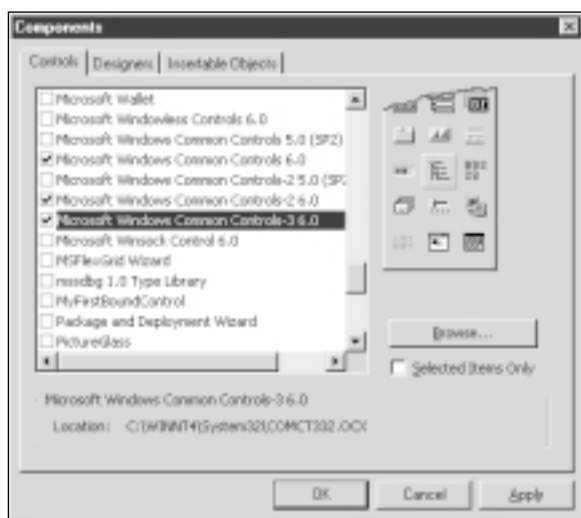 Components
Controls Designers Insertable Objects
Microsoft Wallet
Microsoft Windowless Controls 6.0
Microsoft Windows Common Controls 5.0 (SP2)
Microsoft Windows Common Controls 6.0
Microsoft Windows Common Controls-2 5.0 (SP2
Microsoft Windows Common Controls-2 6.0
Microsoft Windows Common Controls-3 6.0
Microsoft Winsock Control 6.0
MSFlexGrid Wizard
mssdbg 1.0 Type Library
MyFirstBoundControl
Package and Deployment Wizard
PictureGlass
Browse...
Selected Items Only
Microsoft Windows Common Controls-3 6.0
Location: C:\WINNT4\System32\COMCT332.OCX
OK Cancel Apply